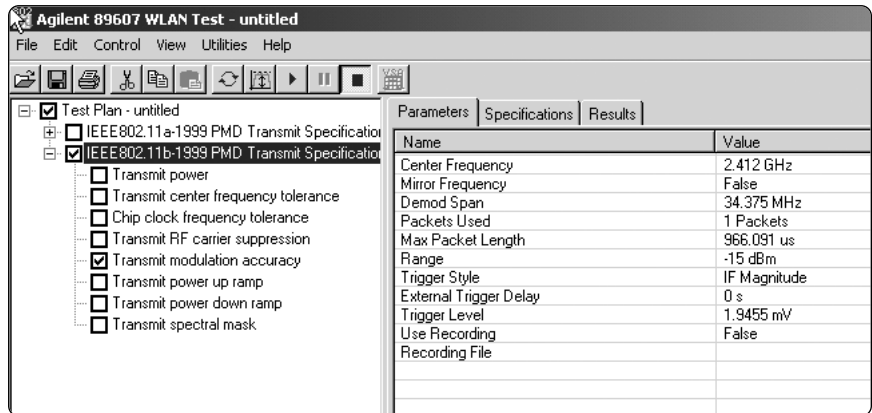 Agilent 89607 WLAN Test - untitled
File Edit Control View Utilities Help
VSA
Test Plan - untitled
IEEE802.11a-1999 PMD Transmit Specification
IEEE802.11b-1999 PMD Transmit Specification
Transmit power
Transmit center frequency tolerance
Chip clock frequency tolerance
Transmit RF carrier suppression
Transmit modulation accuracy
Transmit power up ramp
Transmit power down ramp
Transmit spectral mask
Parameters Specifications Results
Name Value
Center Frequency 2.412 GHz
Mirror Frequency False
Demod Span 34.375 MHz
Packets Used 1 Packets
Max Packet Length 966.091 us
Range -15 dBm
Trigger Style IF Magnitude
External Trigger Delay 0 s
Trigger Level 1.9455 mV
Use Recording False
Recording File